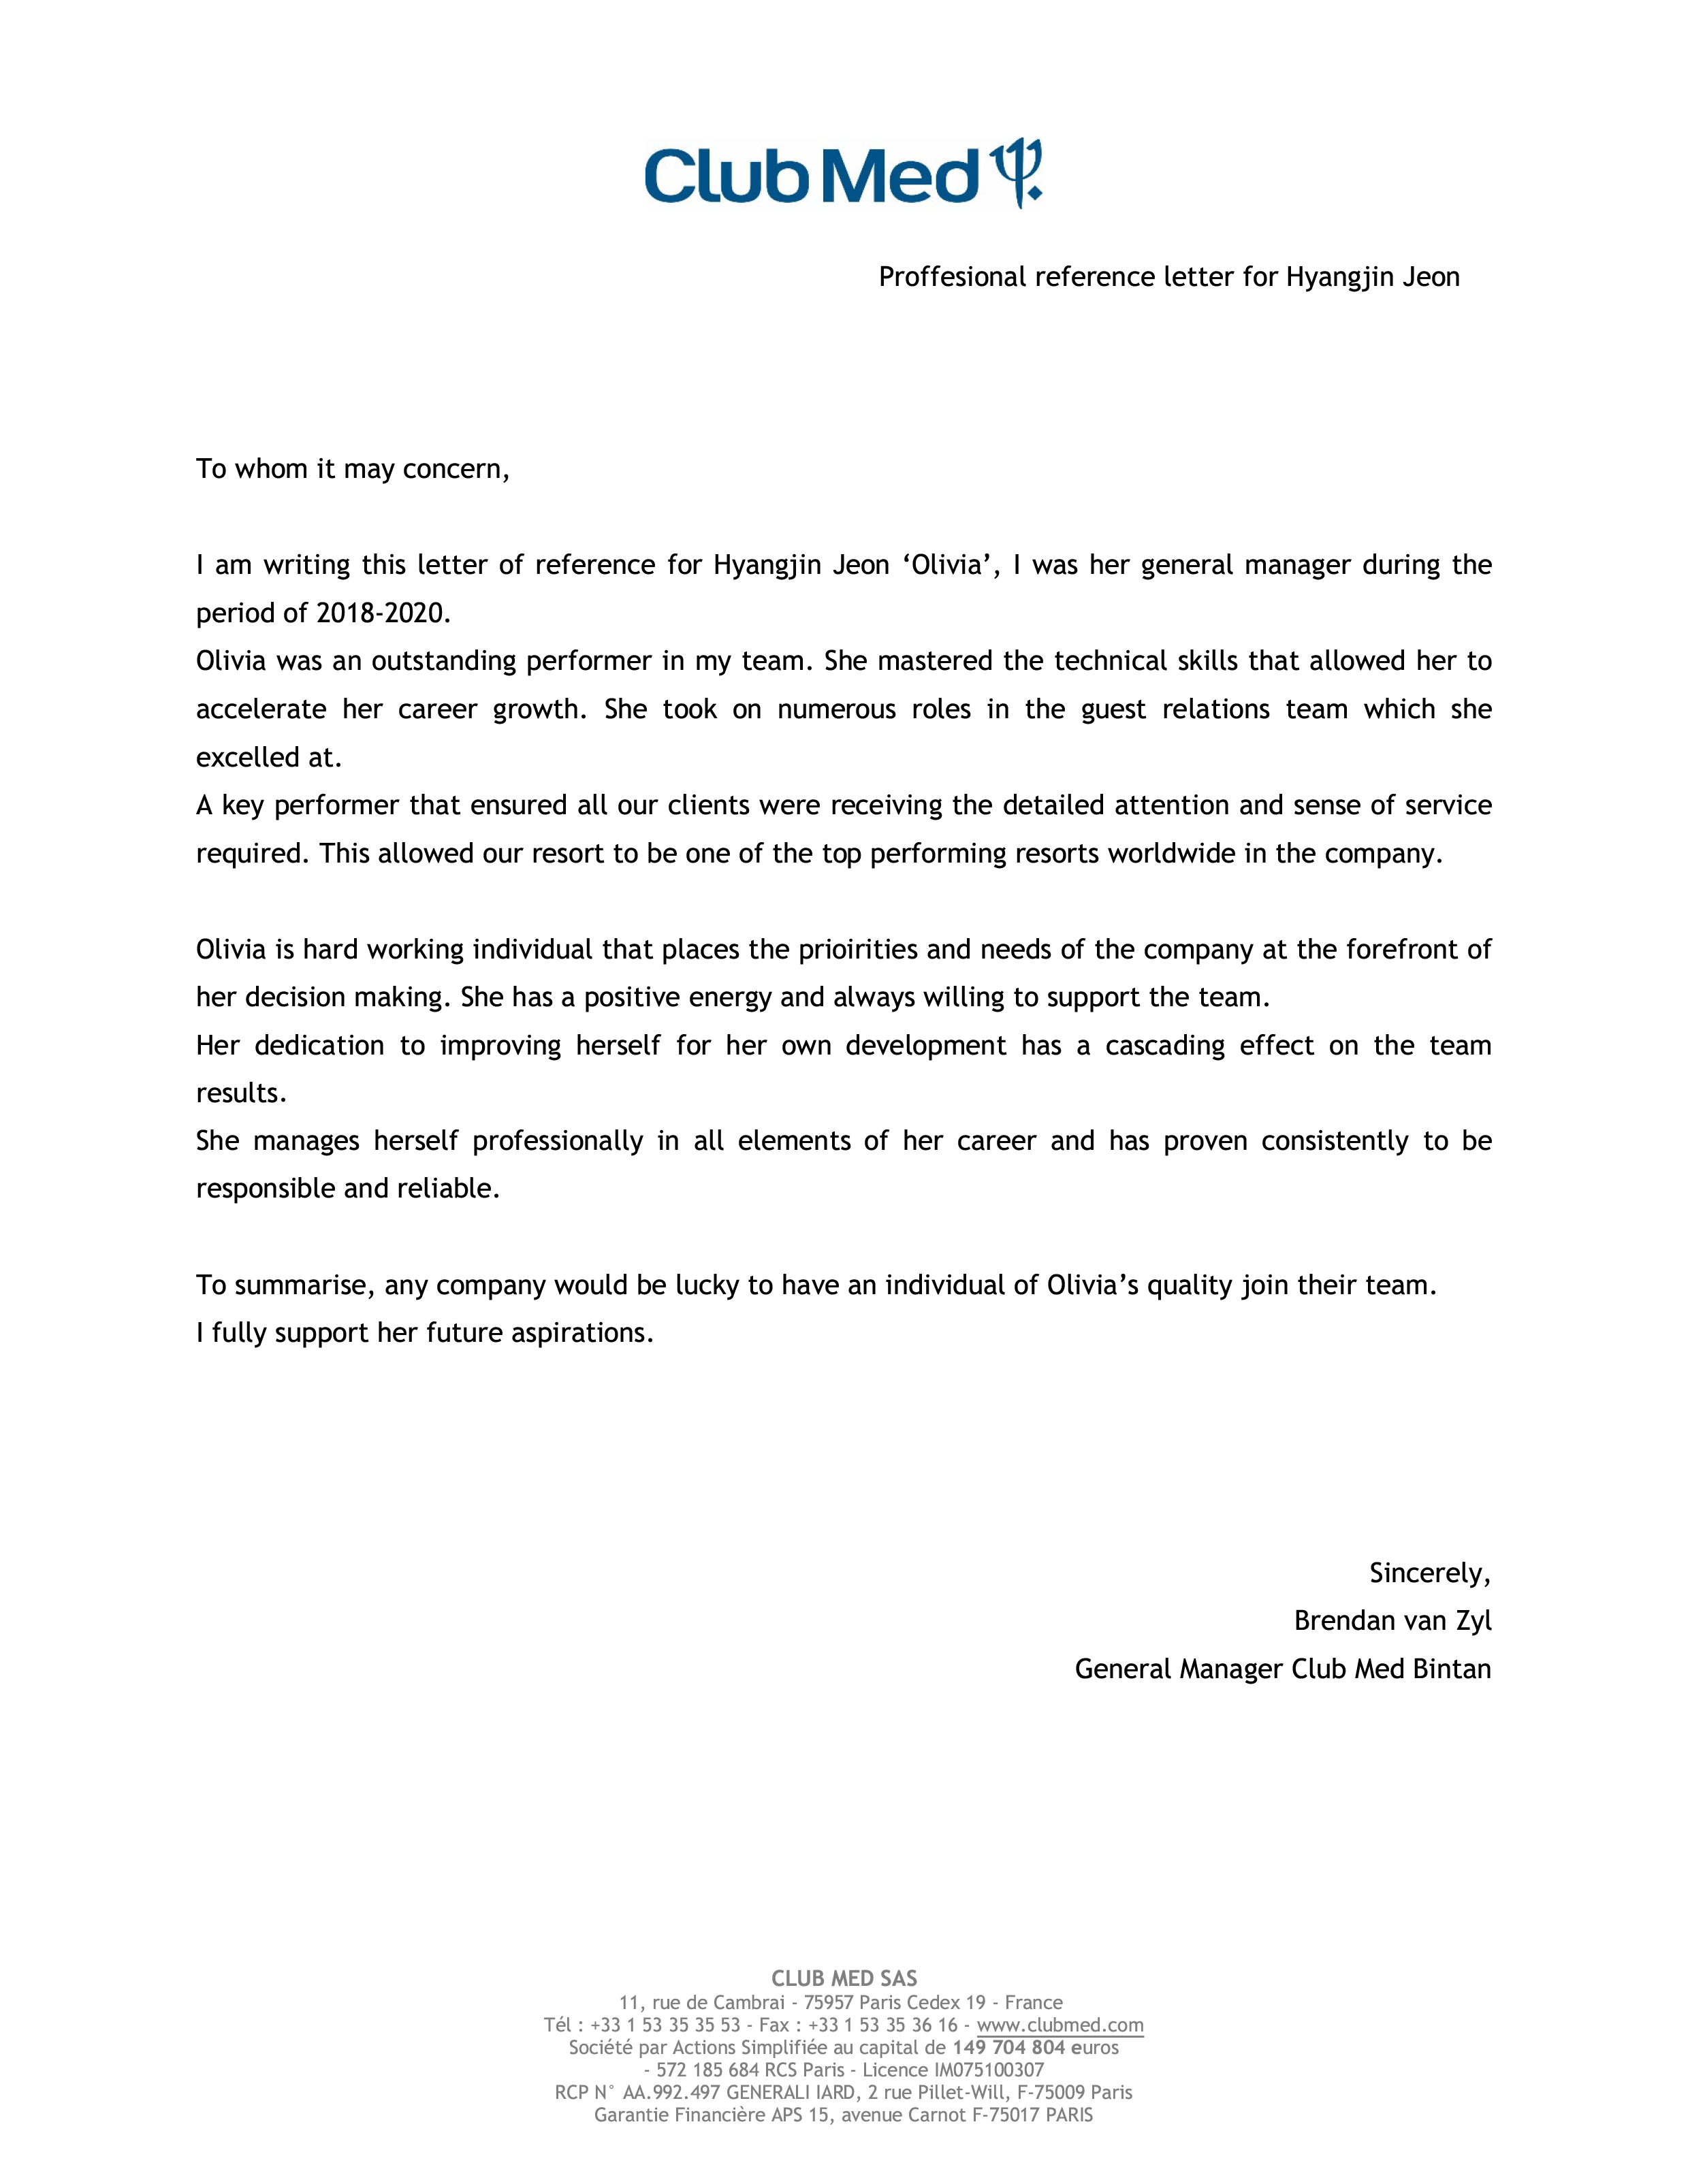 Club Med
Proffesional reference letter for Hyangjin Jeon
To whom it may concern,
I am writing this letter of reference for Hyangjin Jeon ‘Olivia’, I was her general manager during the
period of 2018-2020.
Olivia was an outstanding performer in my team. She mastered the technical skills that allowed her to
accelerate her career growth. She took on numerous roles in the guest relations team which she
excelled at.
A key performer that ensured all our clients were receiving the detailed attention and sense of service
required. This allowed our resort to be one of the top performing resorts worldwide in the company.
Olivia is hard working individual that places the prioirities and needs of the company at the forefront of
her decision making. She has a positive energy and always willing to support the team.
Her dedication to improving herself for her own development has a cascading effect on the team
results.
She manages herself professionally in all elements of her career and has proven consistently to be
responsible and reliable.
To summarise, any company would be lucky to have an individual of Olivia’s quality join their team.
I fully support her future aspirations.
Sincerely,
Brendan van Zyl
General Manager Club Med Bintan
CLUB MED SAS
11, rue de Cambrai - 75957 Paris Cedex 19 - France
Tél : +33 1 53 35 35 53 - Fax : +33 1 53 35 36 16 - www.clubmed.com
Société par Actions Simplifiée au capital de 149 704 804 euros
- 572 185 684 RCS Paris - Licence IM075100307
RCP N° AA.992.497 GENERALI IARD, 2 rue Pillet-Will, F-75009 Paris
Garantie Financière APS 15, avenue Carnot F-75017 PARIS